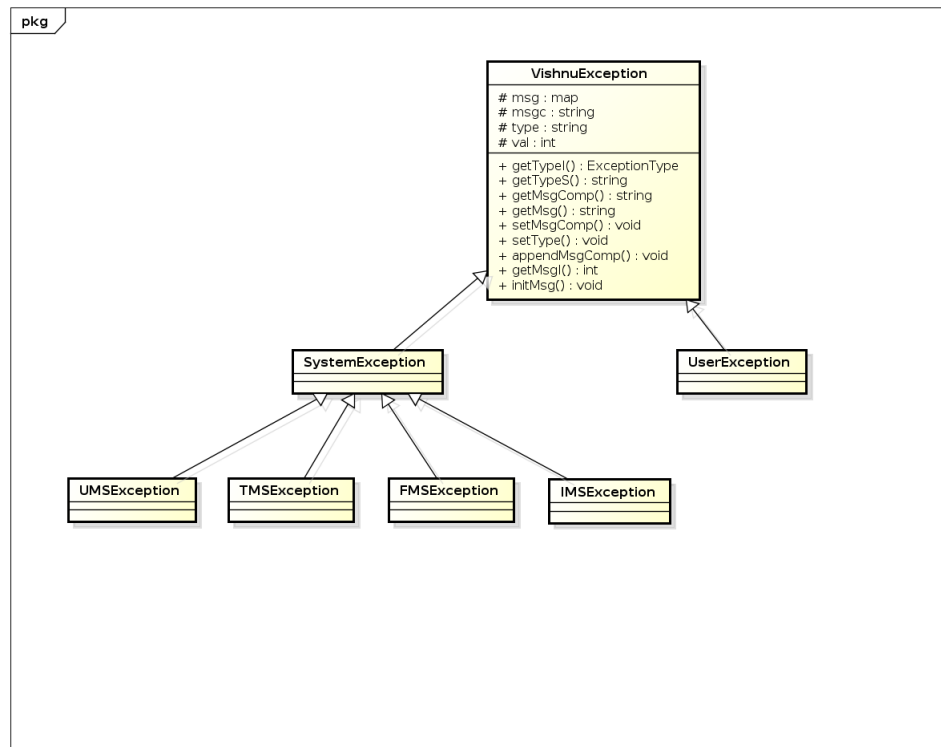 pkg
VishnuException
# msg : map
# msgc : string
# type : string
# val : int
+ getTypeI() : ExceptionType
+ getTypeS() : string
+ getMsgComp() : string
+ getMsg() : string
+ setMsgComp() : void
+ setType() : void
+ appendMsgComp() : void
+ getMsgI() : int
+ initMsg() : void
SystemException
UserException
UMSException
TMSException
FMSException
IMSException